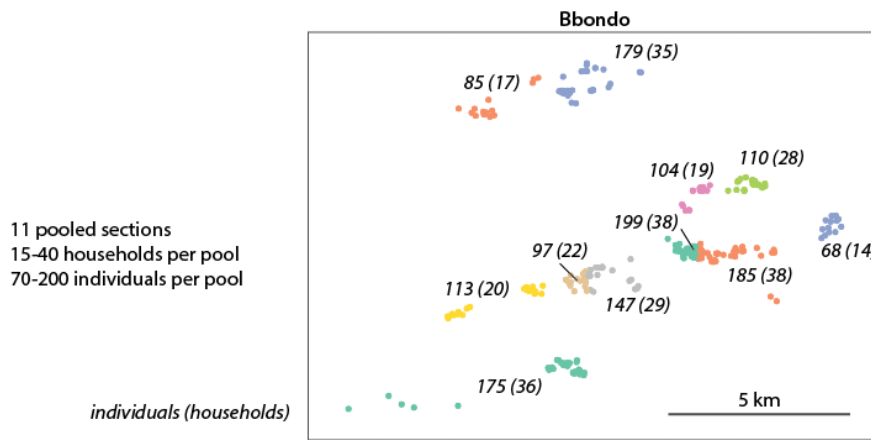 Bbondo
179 (35)
85 (17)
110 (28)
104 (19)
11 pooled sections
199 (38)
15-40 households per pool
97 (22)
68 (14
70-200 individuals per pool
185 (38)
113 (20)
147 (29)
175 (36)
5 km
individuals (households)